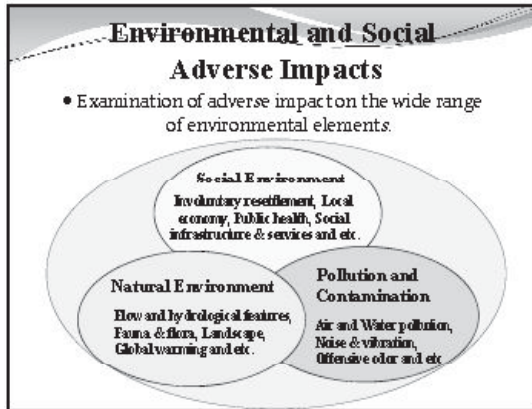 Environmental and Social
Adverse Impacts
• Examination of adverse impact on the wide range
of environmental elements.
Social Environment
Involuntary resettlement, Local
economy, Public health, Social
infrastructure & services and etc.
Natural Environment
Flow and hydrological features,
Fauna & flora, Landscape,
Global warming and etc.
Pollution and
Contamination
Air and Water pollution,
Noise & vibration,
Offensive odor and etc